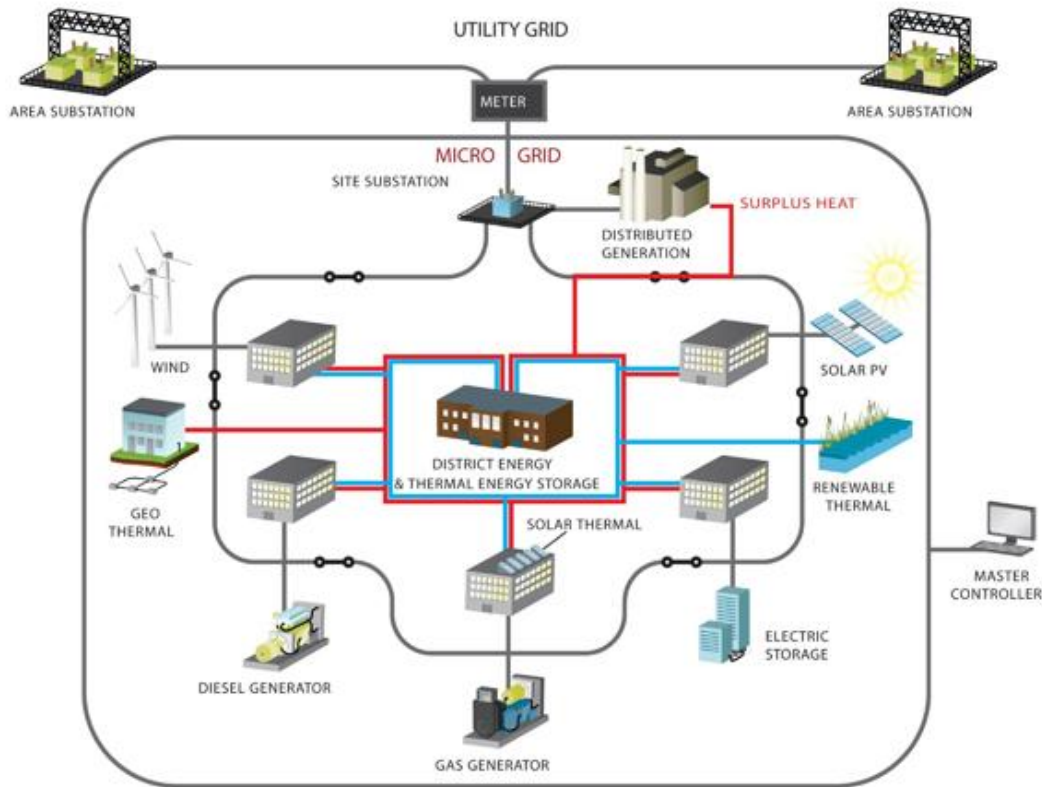 UTILITY GRID
AREA SUBSTATION
METER
AREA SUBSTATION
MICRO GRID
SITE SUBSTATION
SURPLUS HEAT
DISTRIBUTED
GENERATION
WIND
SOLAR PV
DISTRICT ENERGY
& THERMAL ENERGY STORAGE
GEO
THERMAL
RENEWABLE
THERMAL
SOLAR THERMAL
MASTER
CONTROLLER
ELECTRIC
STORAGE
DIESEL GENERATOR
GAS GENERATOR